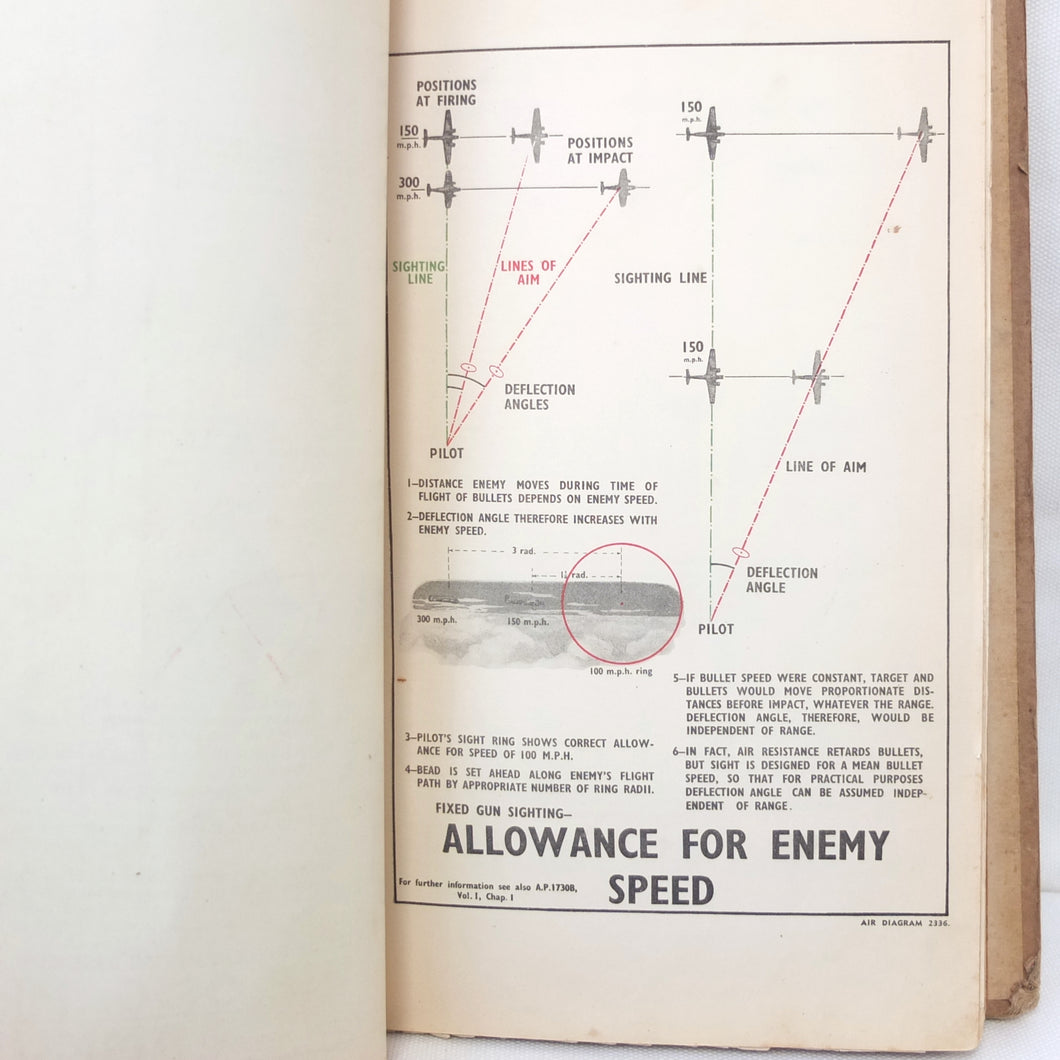 POSITIONS
AT FIRING
150
m.p.h.
POSITIONS
AT IMPACT
300
m.p.h.
SIGHTING
LINE
LINES OF
AIM
DEFLECTION
ANGLES
PILOT
1—DISTANCE ENEMY MOVES DURING TIME OF
FLIGHT OF BULLETS DEPENDS ON ENEMY SPEED.
2—DEFLECTION ANGLE THEREFORE INCREASES WITH
ENEMY SPEED.
3 rad.
1½ rad.
300 m.p.h.
150 m.p.h.
100 m.p.h. ring
3—PILOT'S SIGHT RING SHOWS CORRECT ALLOW-
ANCE FOR SPEED OF 100 M.P.H.
4—BEAD IS SET AHEAD ALONG ENEMY'S FLIGHT
PATH BY APPROPRIATE NUMBER OF RING RADII.
150
m.p.h.
SIGHTING LINE
150
m.p.h.
LINE OF AIM
DEFLECTION
ANGLE
PILOT
5—IF BULLET SPEED WERE CONSTANT, TARGET AND
BULLETS WOULD MOVE PROPORTIONATE DIS-
TANCES BEFORE IMPACT, WHATEVER THE RANGE.
DEFLECTION ANGLE, THEREFORE, WOULD BE
INDEPENDENT OF RANGE.
6—IN FACT, AIR RESISTANCE RETARDS BULLETS,
BUT SIGHT IS DESIGNED FOR A MEAN BULLET
SPEED, SO THAT FOR PRACTICAL PURPOSES
DEFLECTION ANGLE CAN BE ASSUMED INDEP-
ENDENT OF RANGE.
FIXED GUN SIGHTING—
ALLOWANCE FOR ENEMY
SPEED
For further information see also A.P.1730B,
Vol. I, Chap. I
AIR DIAGRAM 2336.